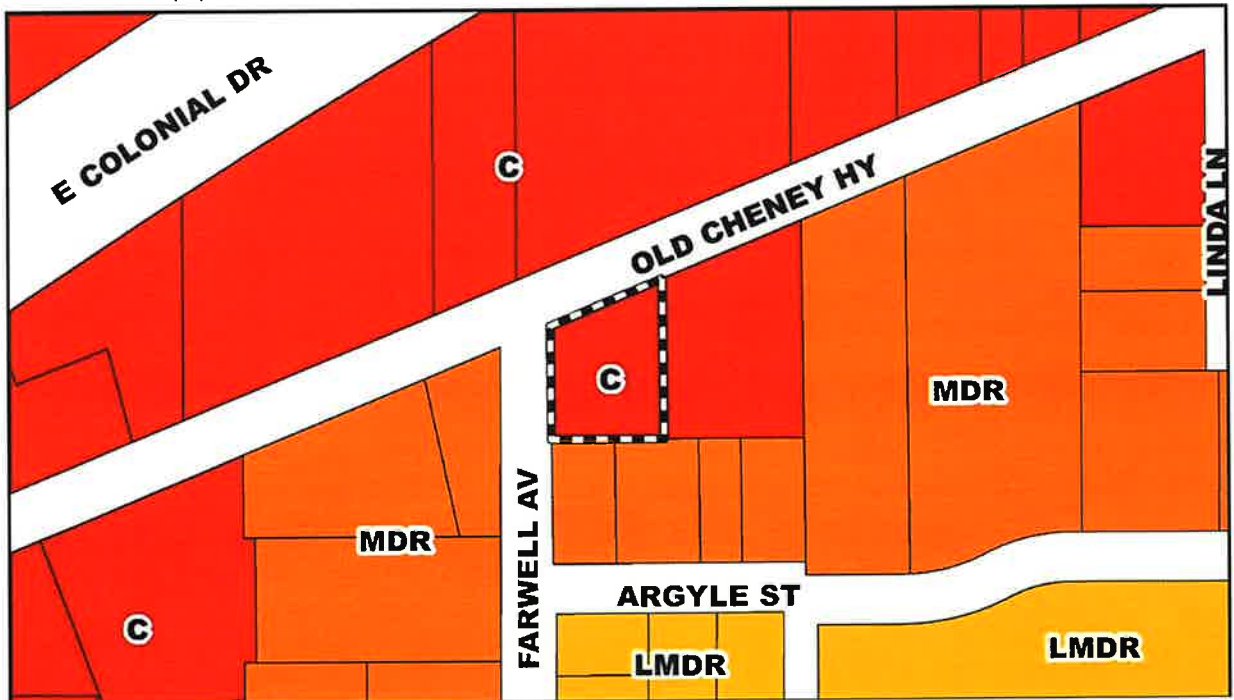 E COLONIAL DR
C
OLD CHENEY HY
LINDA LN
C
MDR
FARWELL AV
MDR
ARGYLE ST
C
LMDR
LMDR